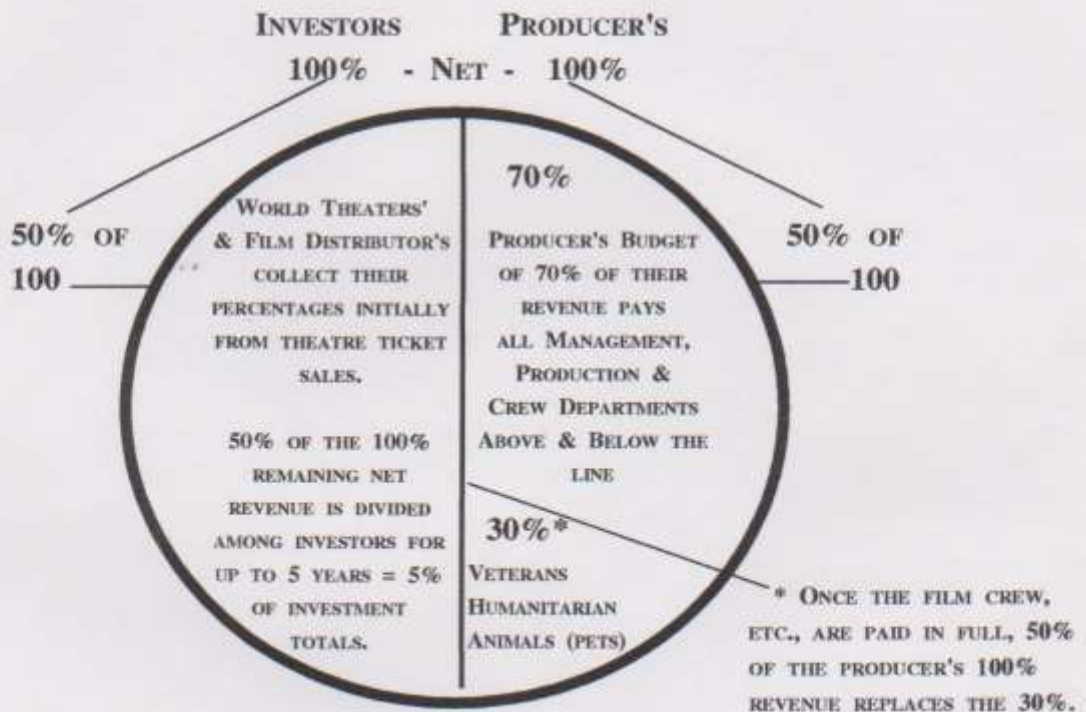 INVESTORS PRODUCER'S
100% - NET - 100%
50% OF
100
WORLD THEATERS'
& FILM DISTRIBUTOR'S
COLLECT THEIR
PERCENTAGES INITIALLY
FROM THEATRE TICKET
SALES.
50% OF THE 100%
REMAINING NET
REVENUE IS DIVIDED
AMONG INVESTORS FOR
UP TO 5 YEARS = 5%
OF INVESTMENT
TOTALS.
70%
PRODUCER'S BUDGET
OF 70% OF THEIR
REVENUE PAYS
ALL MANAGEMENT,
PRODUCTION &
CREW DEPARTMENTS
ABOVE & BELOW THE
LINE
30%*
VETERANS
HUMANITARIAN
ANIMALS (PETS)
50% OF
100
* ONCE THE FILM CREW,
ETC., ARE PAID IN FULL, 50%
OF THE PRODUCER'S 100%
REVENUE REPLACES THE 30%.